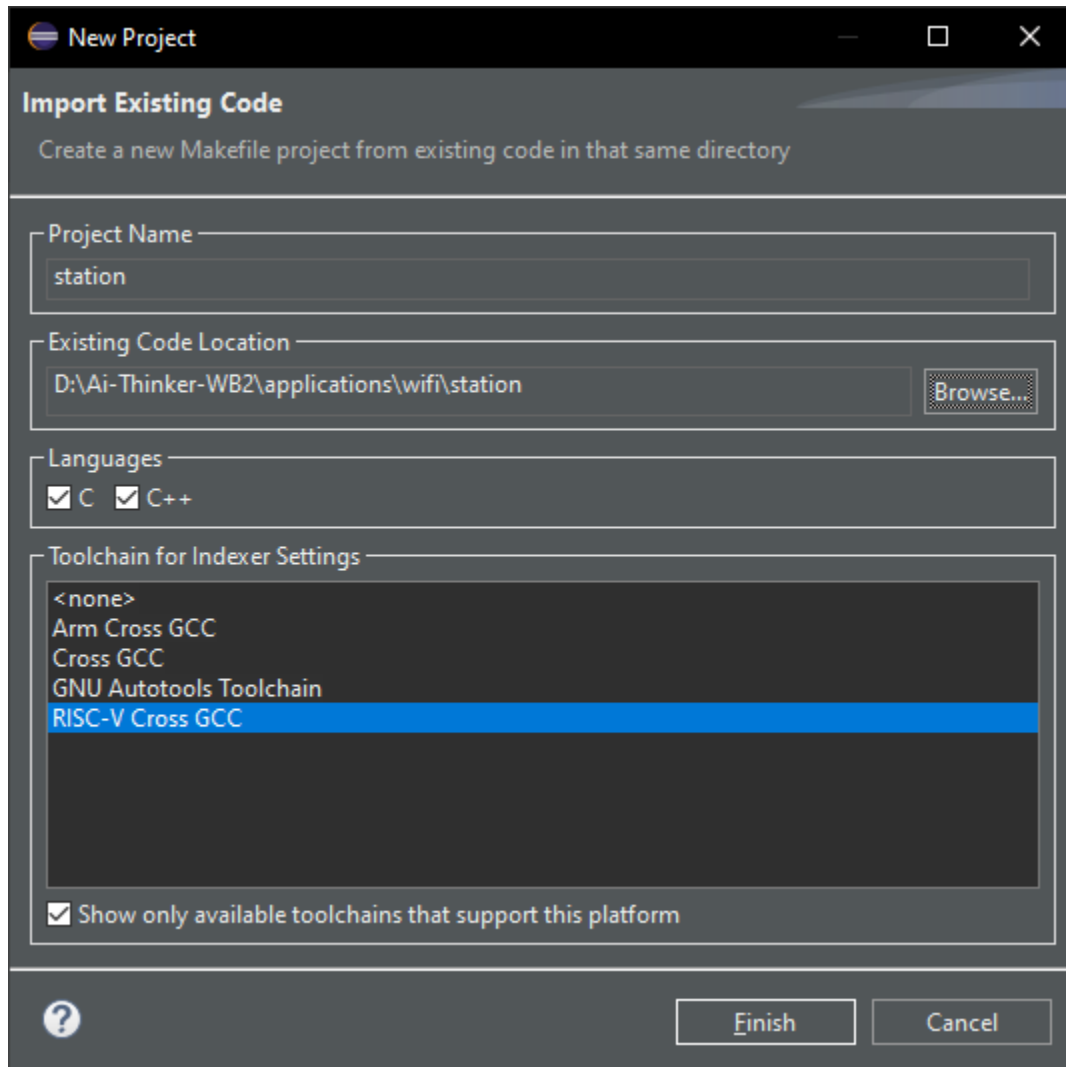 New Project
Import Existing Code
Create a new Makefile project from existing code in that same directory
Project Name
station
Existing Code Location
D:\Ai-Thinker-WB2\applications\wifi\station
Browse...
Languages
C C++
Toolchain for Indexer Settings
<none>
Arm Cross GCC
Cross GCC
GNU Autotools Toolchain
RISC-V Cross GCC
Show only available toolchains that support this platform
? Finish Cancel